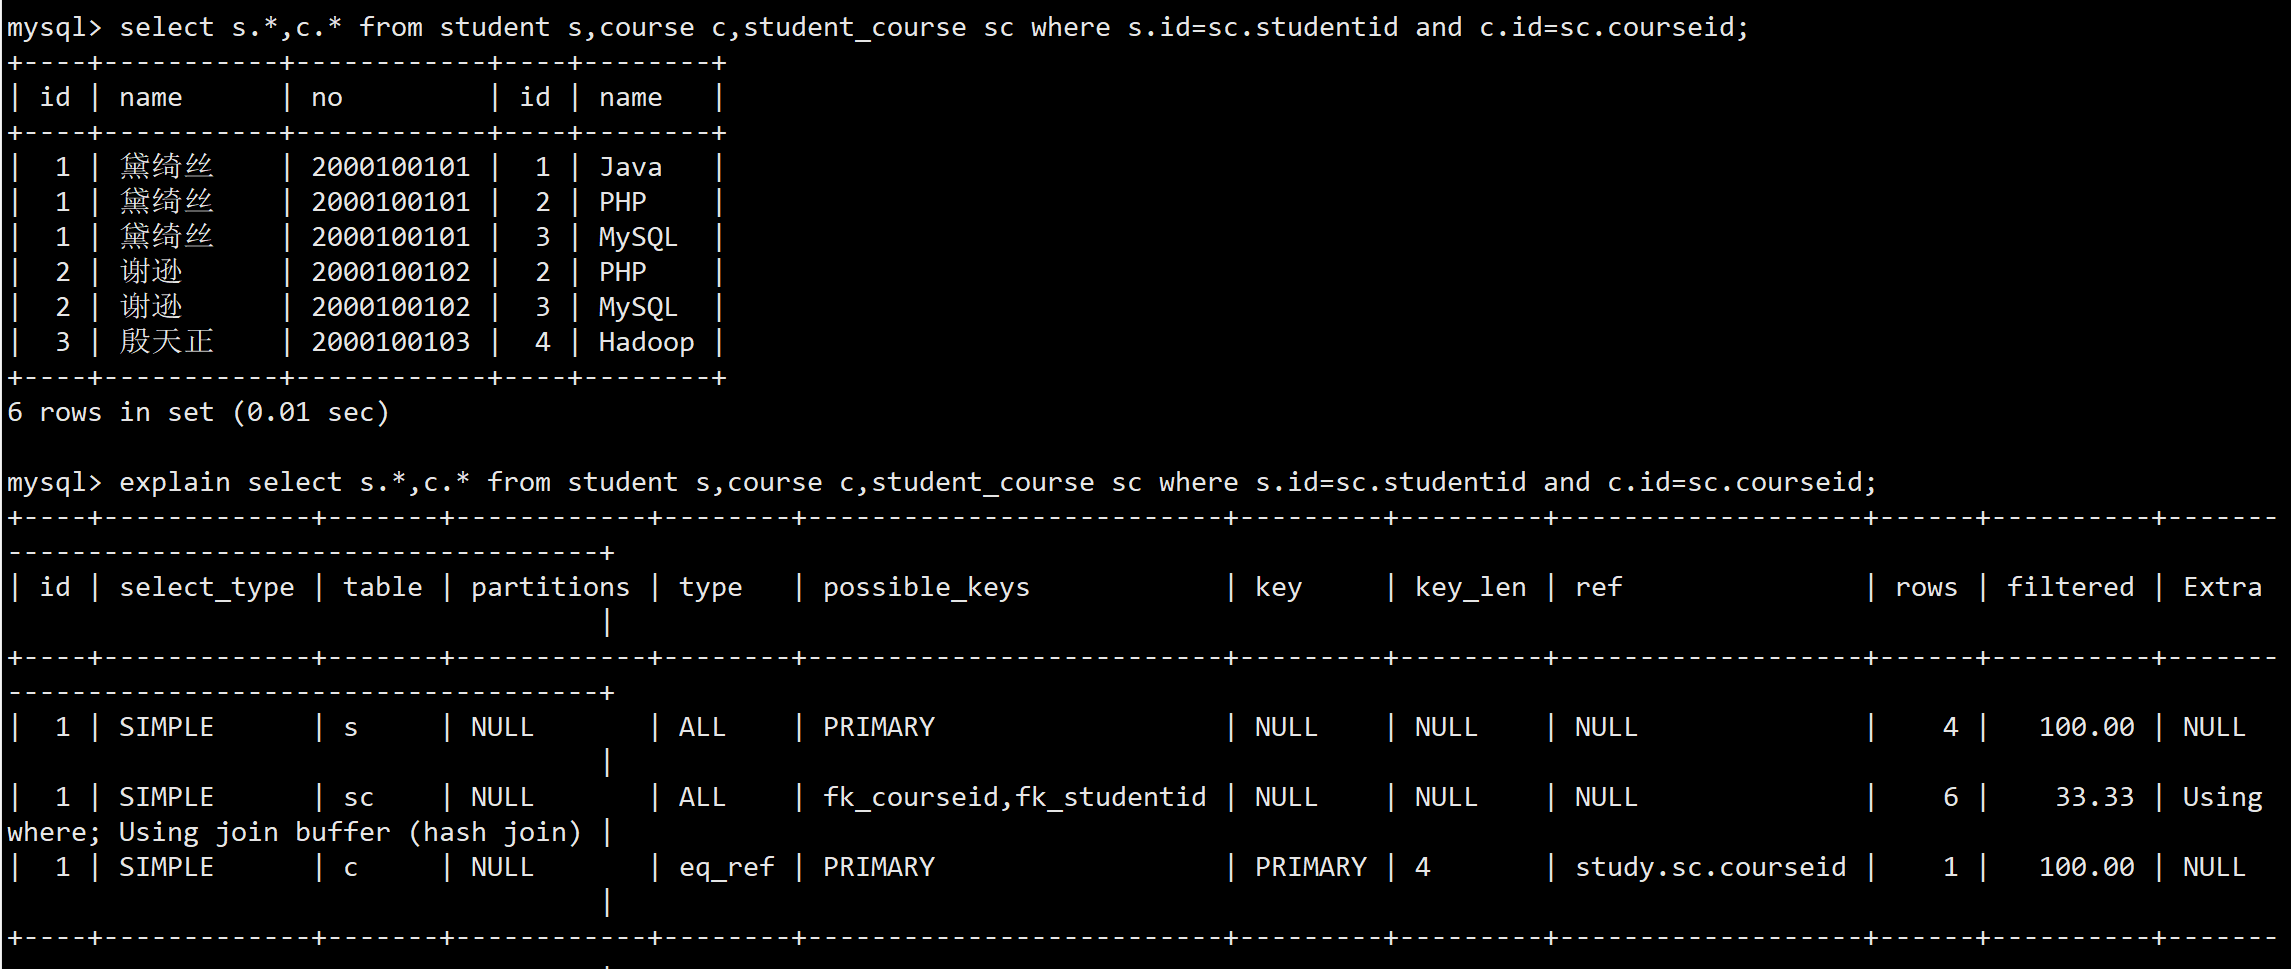 mysql> select s.*,c.* from student s,course c,student_course sc where s.id=sc.studentid and c.id=sc.courseid;
+----+-----------+------------+----+--------+
| id | name      | no         | id | name   |
+----+-----------+------------+----+--------+
|  1 | 黛绮丝    | 2000100101 |  1 | Java   |
|  1 | 黛绮丝    | 2000100101 |  2 | PHP    |
|  1 | 黛绮丝    | 2000100101 |  3 | MySQL  |
|  2 | 谢逊      | 2000100102 |  2 | PHP    |
|  2 | 谢逊      | 2000100102 |  3 | MySQL  |
|  3 | 殷天正    | 2000100103 |  4 | Hadoop |
+----+-----------+------------+----+--------+
6 rows in set (0.01 sec)
mysql> explain select s.*,c.* from student s,course c,student_course sc where s.id=sc.studentid and c.id=sc.courseid;
+----+-------------+-------+------------+--------+--------------------------+---------+---------+-------------------+------+----------+-------
-------------------------------------+
| id | select_type | table | partitions | type   | possible_keys            | key     | key_len | ref               | rows | filtered | Extra
                                     |
+----+-------------+-------+------------+--------+--------------------------+---------+---------+-------------------+------+----------+-------
-------------------------------------+
|  1 | SIMPLE      | s     | NULL       | ALL    | PRIMARY                  | NULL    | NULL    | NULL              |    4 |   100.00 | NULL
                                     |
|  1 | SIMPLE      | sc    | NULL       | ALL    | fk_courseid,fk_studentid | NULL    | NULL    | NULL              |    6 |    33.33 | Using
where; Using join buffer (hash join) |
|  1 | SIMPLE      | c     | NULL       | eq_ref | PRIMARY                  | PRIMARY | 4       | study.sc.courseid |    1 |   100.00 | NULL
                                     |
+----+-------------+-------+------------+--------+--------------------------+---------+---------+-------------------+------+----------+-------